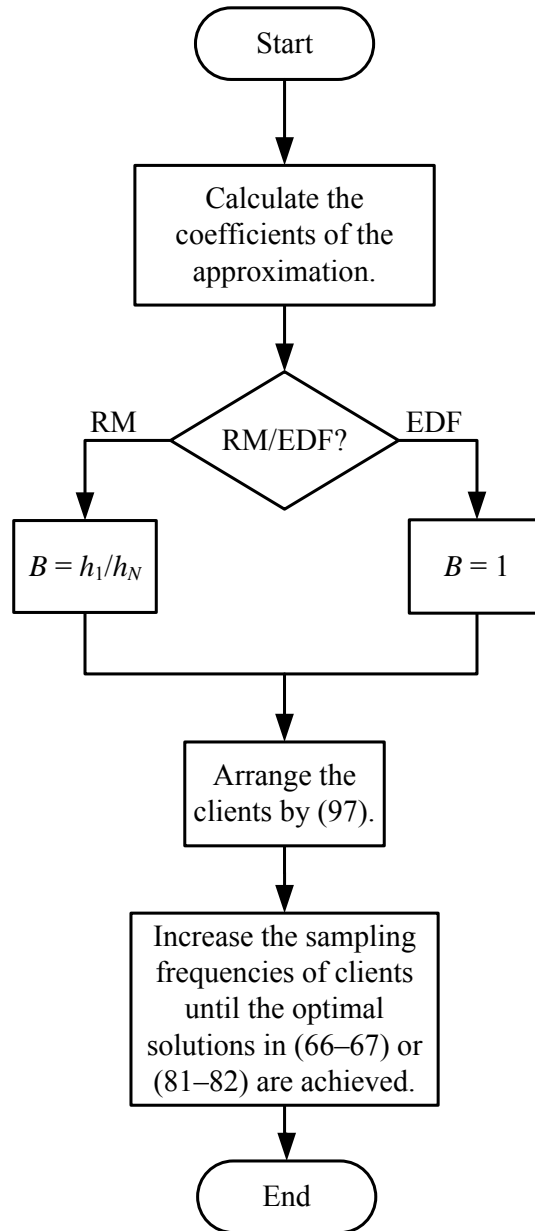 Start
Calculate the
coefficients of the
approximation.
RM
RM/EDF?
EDF
B = h₁/h_N
B = 1
Arrange the
clients by (97).
Increase the sampling
frequencies of clients
until the optimal
solutions in (66–67) or
(81–82) are achieved.
End